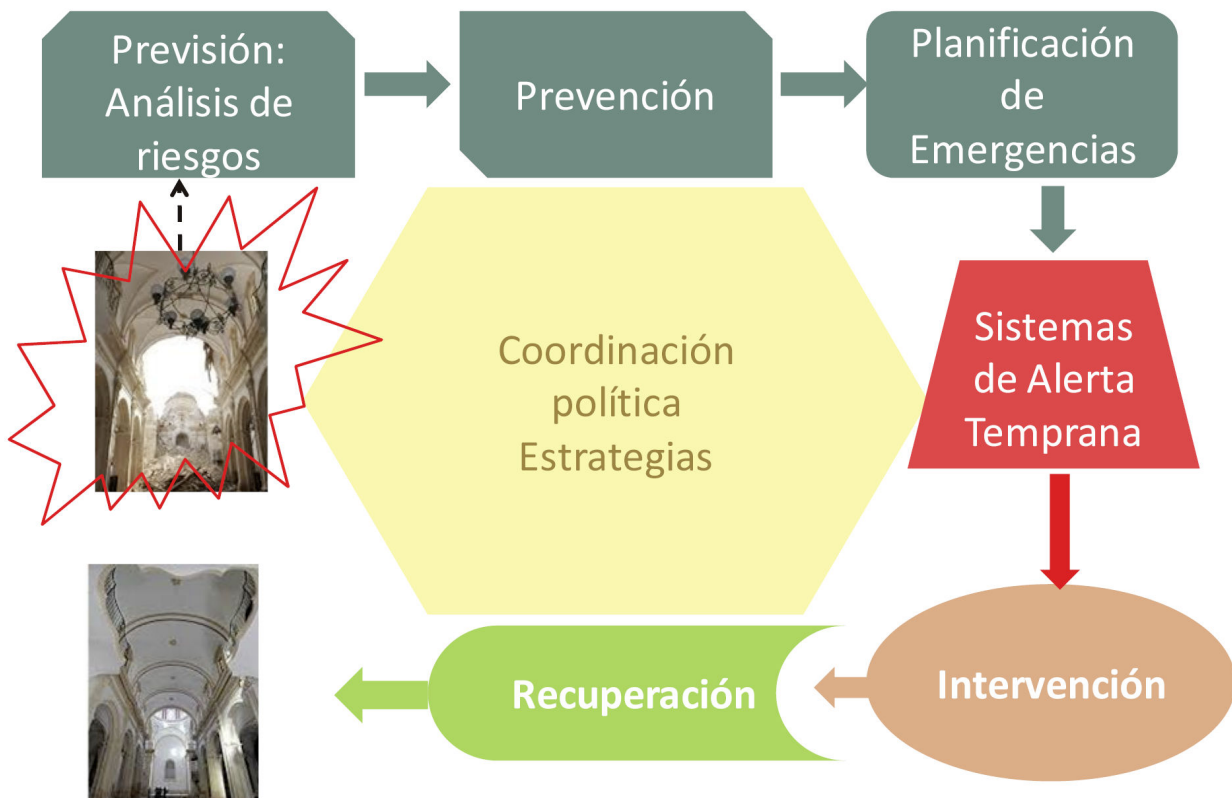 Previsión:
Análisis de
riesgos
Prevención
Planificación
de
Emergencias
Coordinación
política
Estrategias
Sistemas
de Alerta
Temprana
Intervención
Recuperación